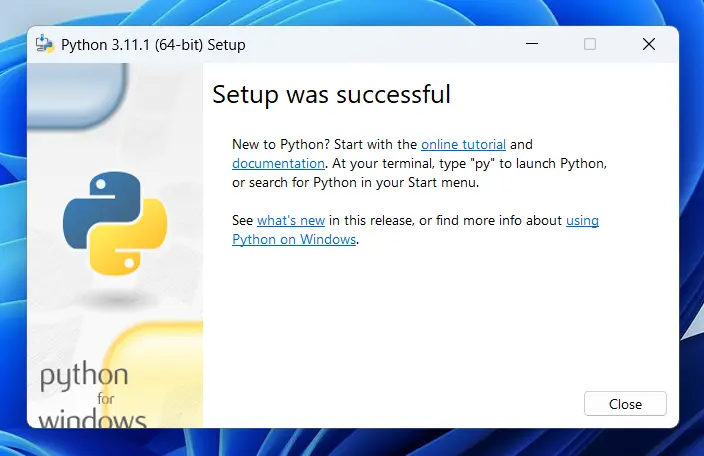 Python 3.11.1 (64-bit) Setup
Setup was successful
New to Python? Start with the online tutorial and
documentation. At your terminal, type "py" to launch Python,
or search for Python in your Start menu.
See what's new in this release, or find more info about using
Python on Windows.
python
for
windows
Close